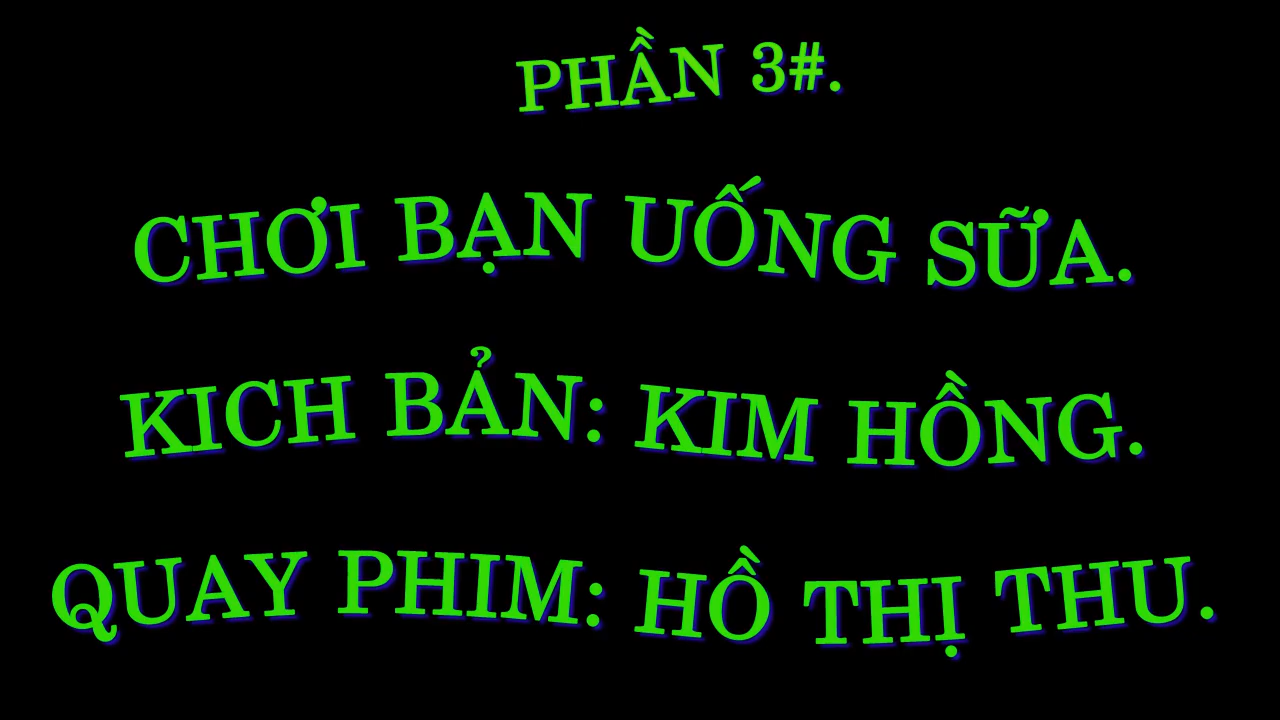 PHẦN 3#.
CHƠI BẠN UỐNG SỮA.
KICH BẢN: KIM HỒNG.
QUAY PHIM: HỒ THỊ THU.